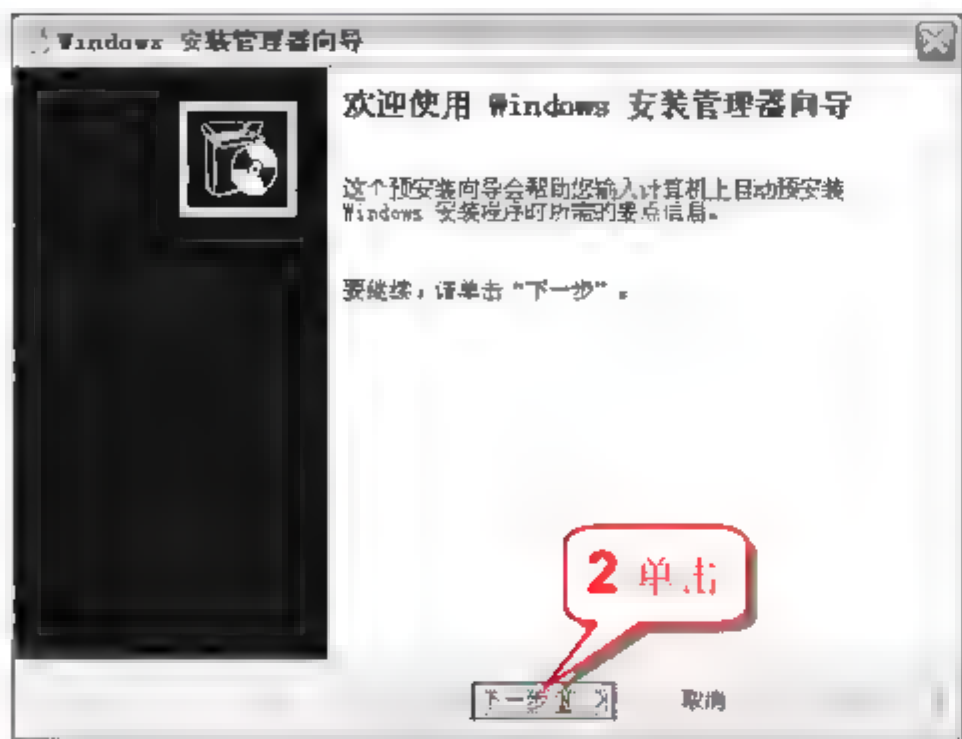 Windows 安装管理器向导
欢迎使用 Windows 安装管理器向导
这个预安装向导会帮助您输入计算机上自动预安装
Windows 安装程序时所需的要点信息。
要继续，请单击“下一步”。
2 单击
下一步 >
取消